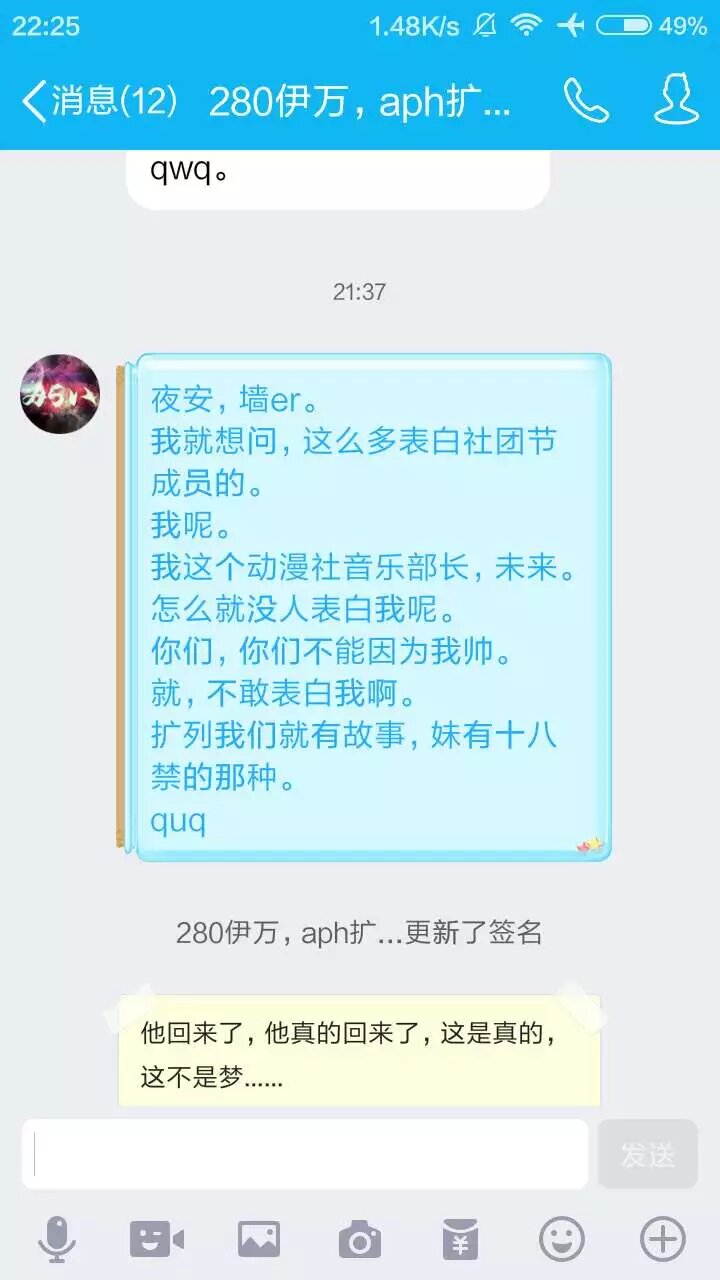 22:25 1.48K/s 49%
消息(12) 280伊万，aph扩...
qwq。
21:37
夜安，墙er。
我就想问，这么多表白社团节
成员的。
我呢。
我这个动漫社音乐部长，未来。
怎么就没人表白我呢。
你们，你们不能因为我帅。
就，不敢表白我啊。
扩列我们就有故事，妹有十八
禁的那种。
quq
280伊万，aph扩...更新了签名
他回来了，他真的回来了，这是真的，
这不是梦......
发送